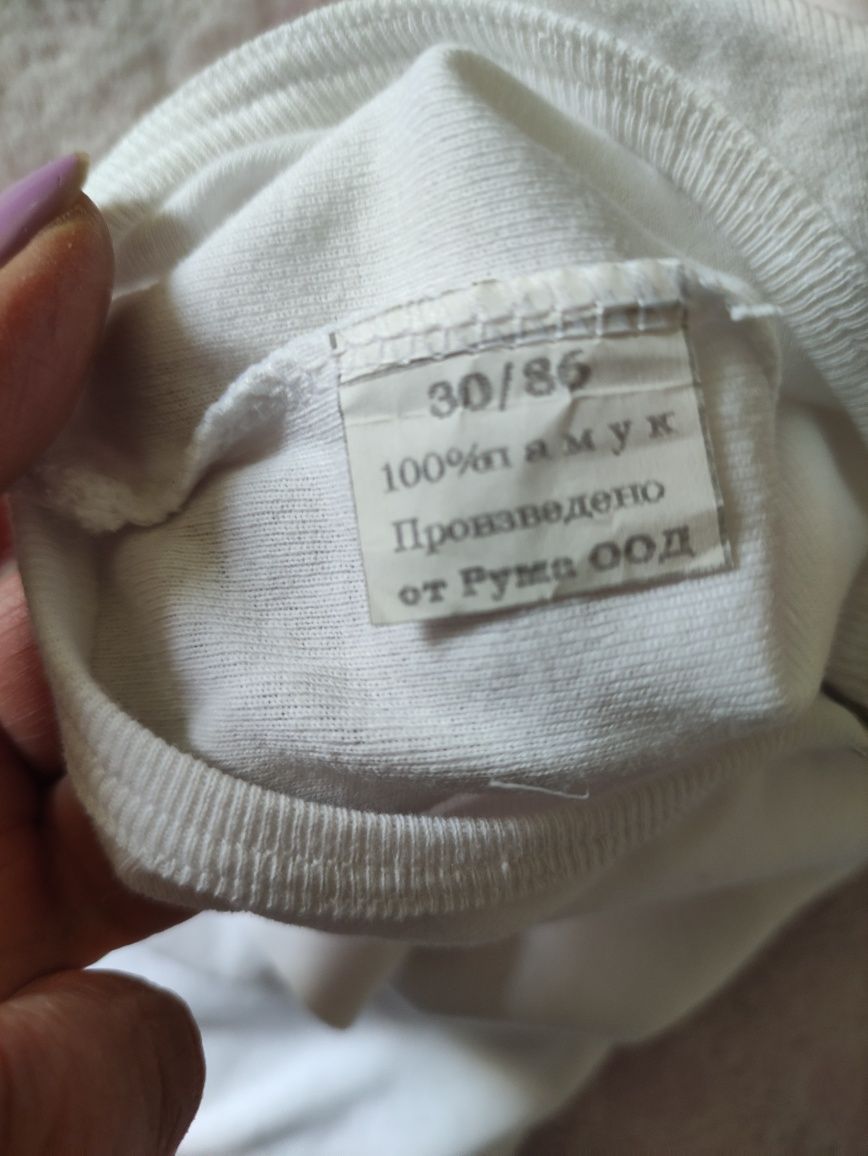 30/86
100% памук
Произведено
от Рума ООД